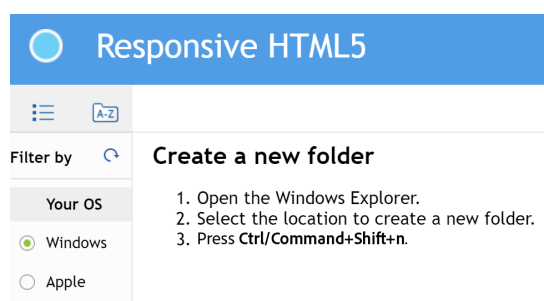 Responsive HTML5
A-Z
Filter by
Create a new folder
Your OS
1. Open the Windows Explorer.
2. Select the location to create a new folder.
3. Press Ctrl/Command+Shift+n.
Windows
Apple